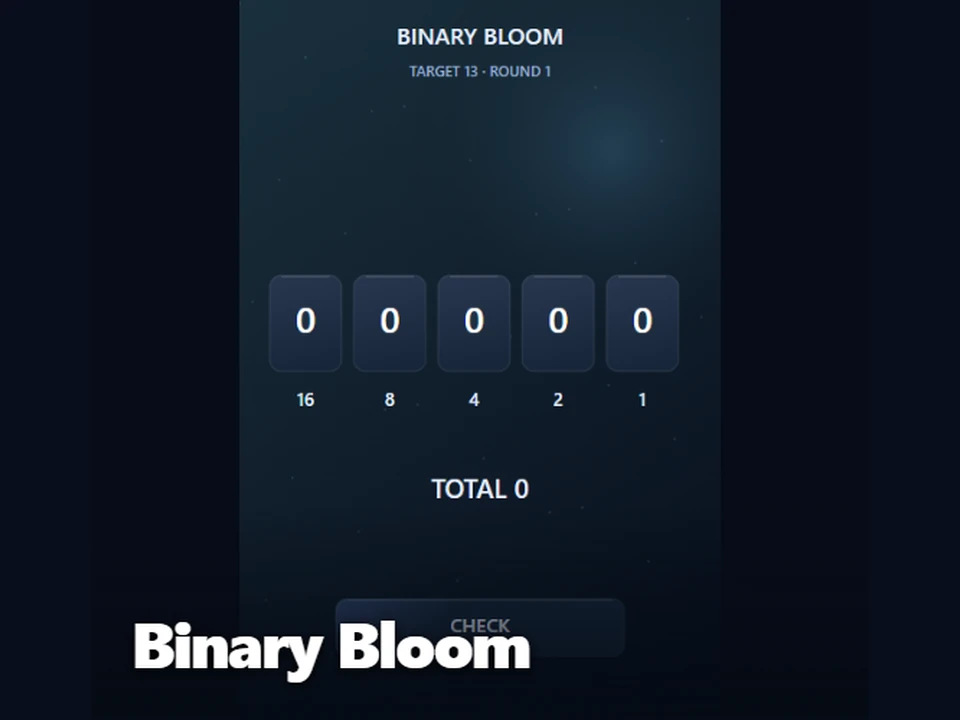 BINARY BLOOM
TARGET 13 · ROUND 1
0 0 0 0 0
16 8 4 2 1
TOTAL 0
CHECK
Binary Bloom